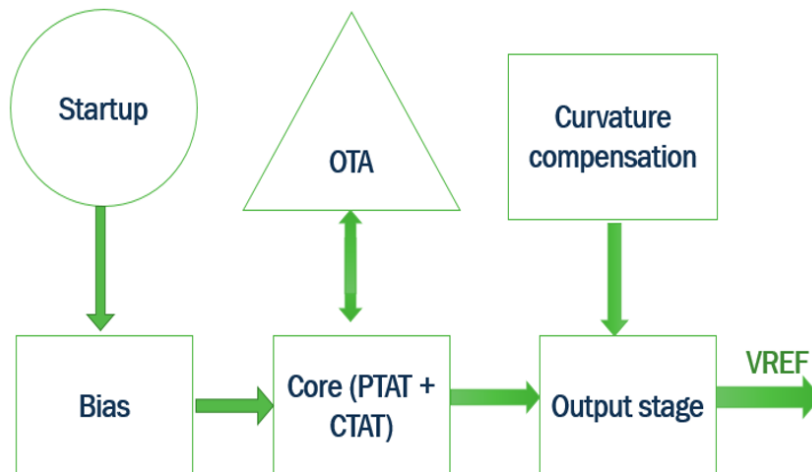 Startup
OTA
Curvature
compensation
VREF
Bias
Core (PTAT +
CTAT)
Output stage